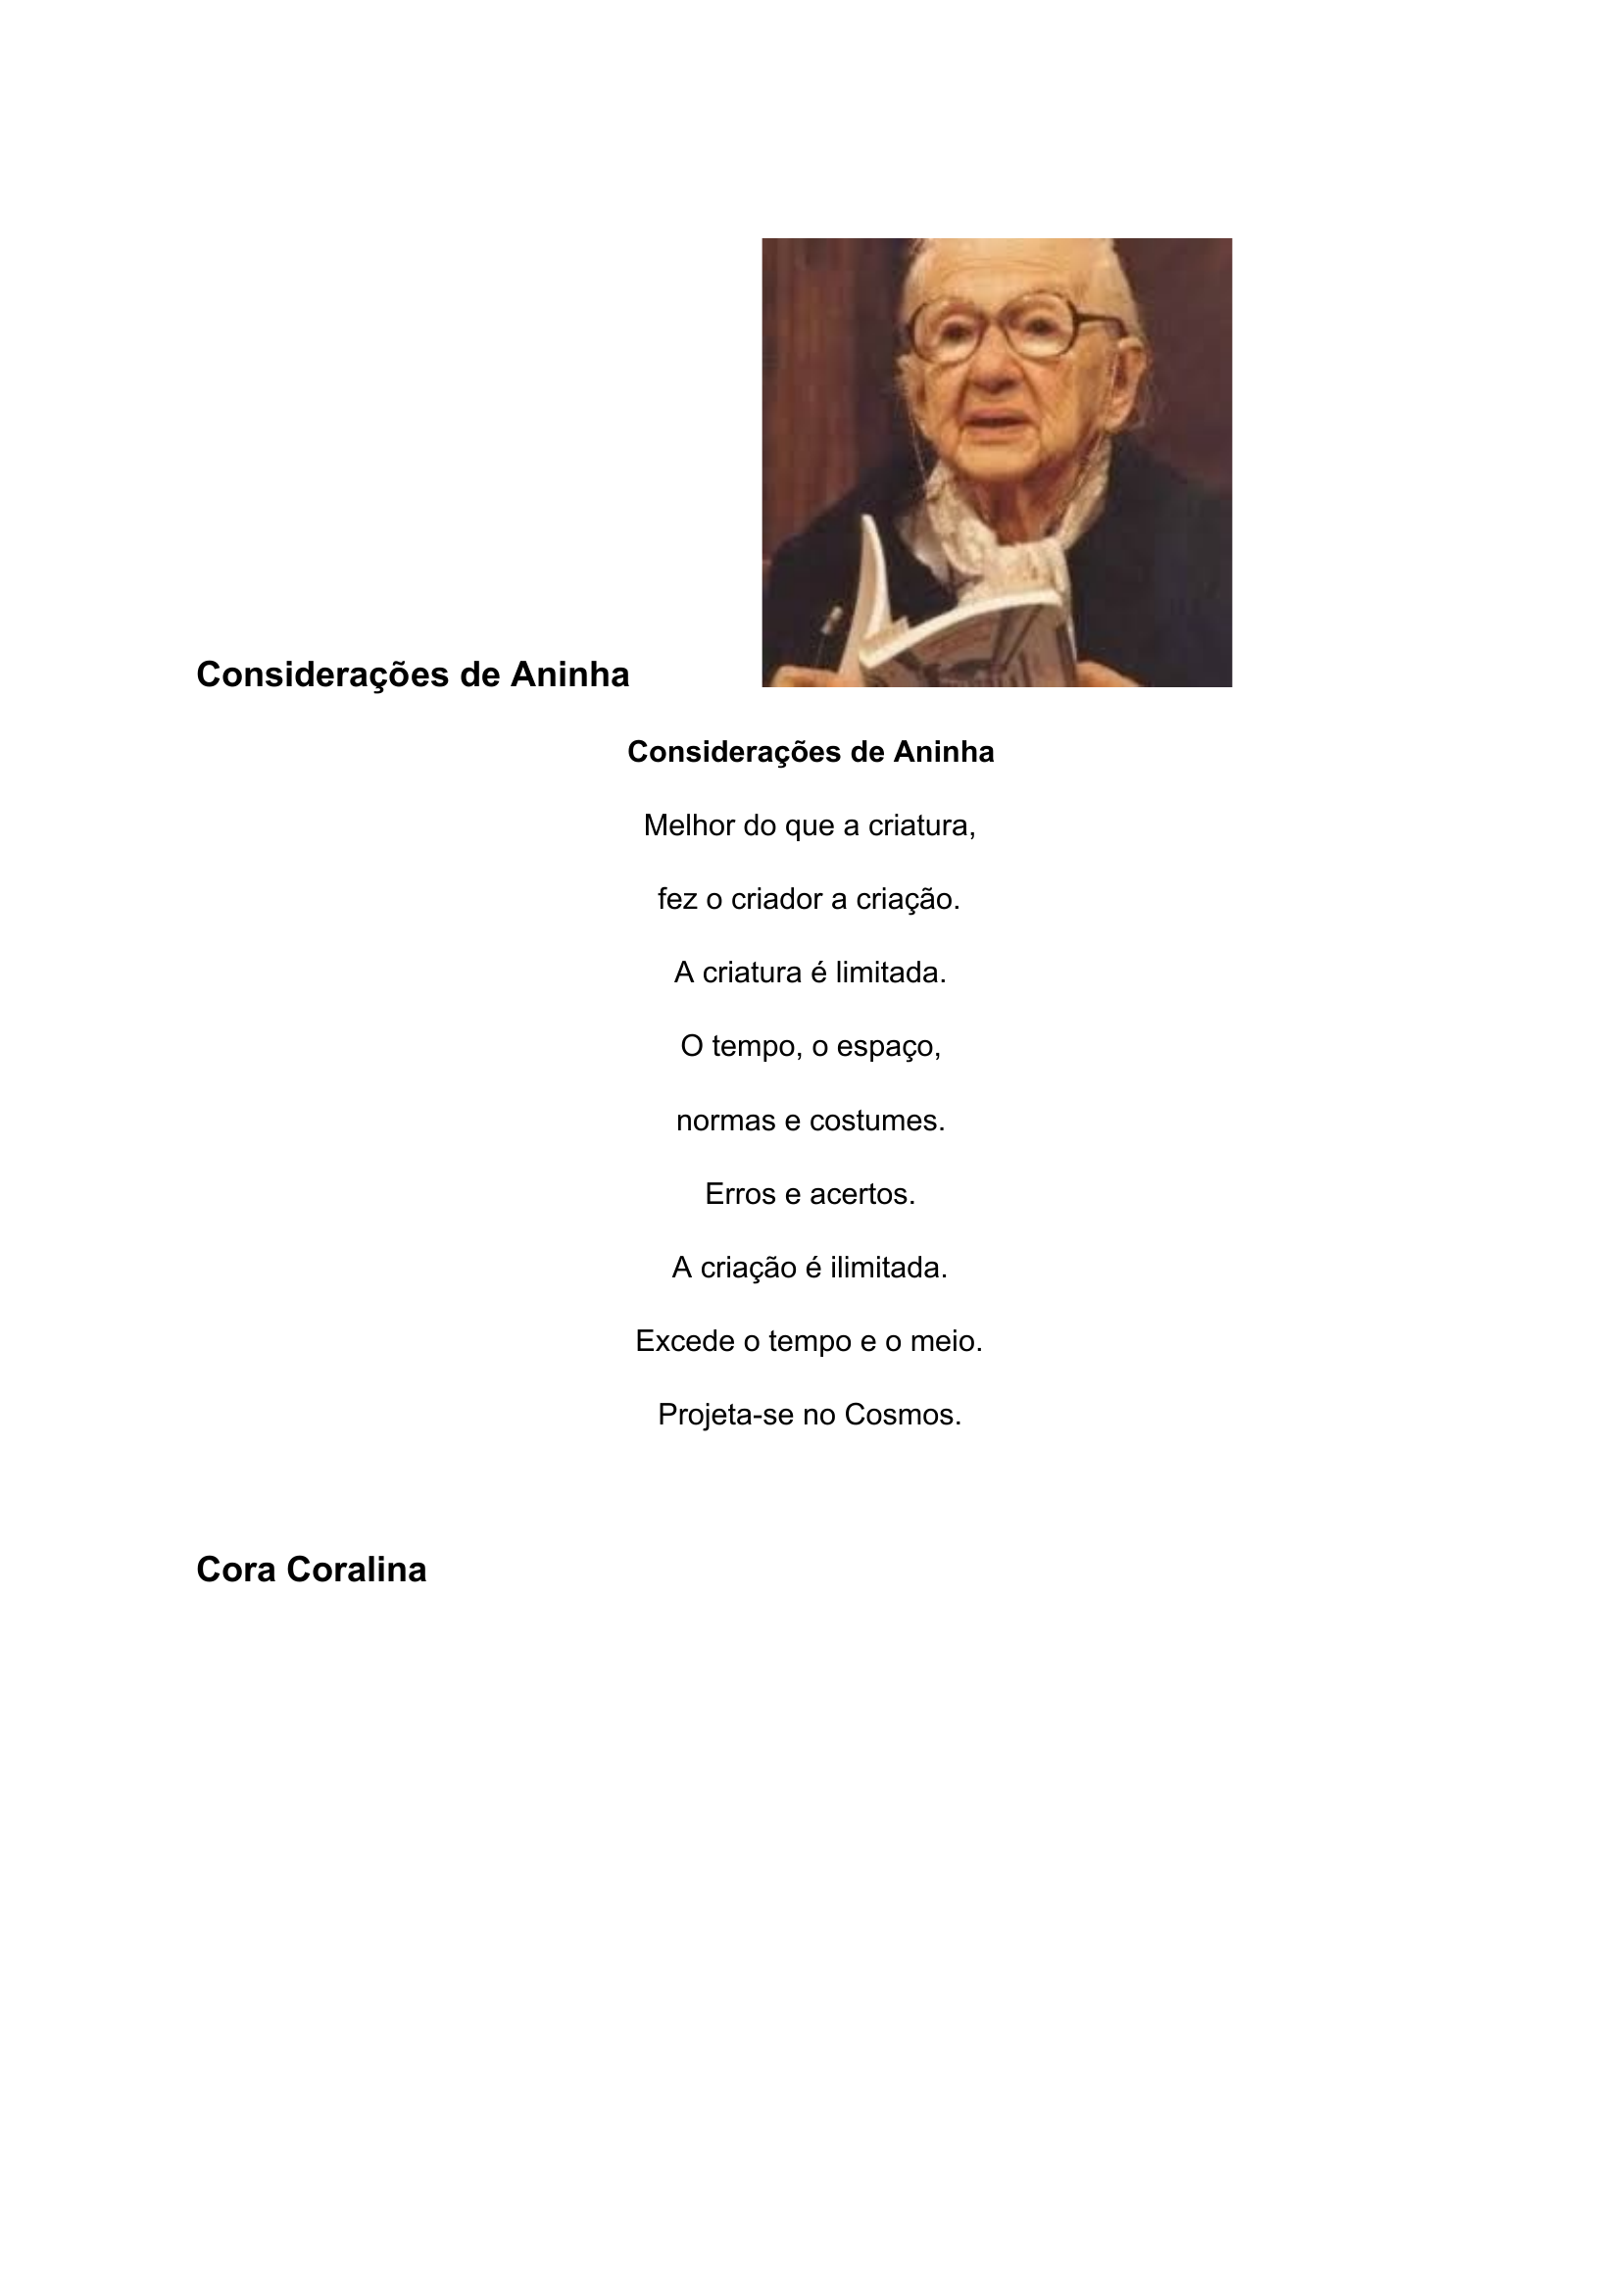 Considerações de Aninha
Considerações de Aninha
Melhor do que a criatura,
fez o criador a criação.
A criatura é limitada.
O tempo, o espaço,
normas e costumes.
Erros e acertos.
A criação é ilimitada.
Excede o tempo e o meio.
Projeta-se no Cosmos.
Cora Coralina